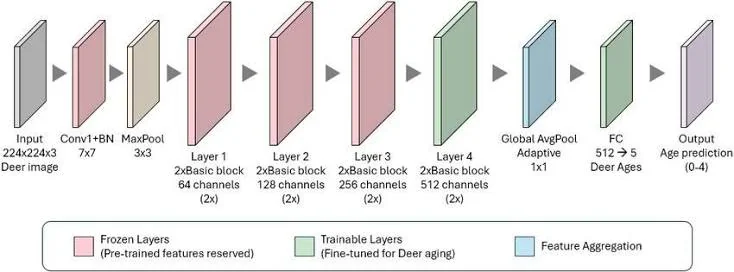 Input
224x224x3
Deer image
Conv1+BN
7x7
MaxPool
3x3
Layer 1
2xBasic block
64 channels
(2x)
Layer 2
2xBasic block
128 channels
(2x)
Layer 3
2xBasic block
256 channels
(2x)
Layer 4
2xBasic block
512 channels
(2x)
Global AvgPool
Adaptive
1x1
FC
512 → 5
Deer Ages
Output
Age prediction
(0-4)
Frozen Layers
(Pre-trained features reserved)
Trainable Layers
(Fine-tuned for Deer aging)
Feature Aggregation